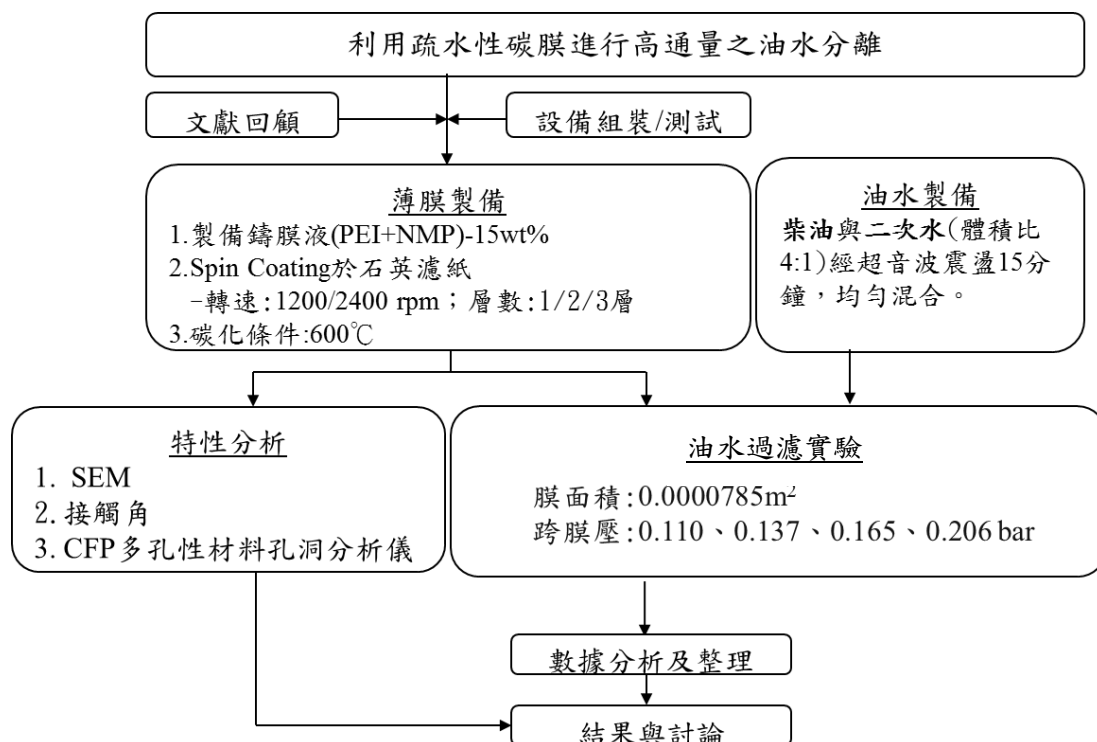 利用疏水性碳膜進行高通量之油水分離
文獻回顧
設備組裝/測試
薄膜製備
1.製備鑄膜液(PEI+NMP)-15wt%
2.Spin Coating於石英濾紙
-轉速:1200/2400 rpm；層數:1/2/3層
3.碳化條件:600℃
油水製備
柴油與二次水(體積比
4:1)經超音波震盪15分
鐘，均勻混合。
特性分析
1. SEM
2.接觸角
3. CFP多孔性材料孔洞分析儀
油水過濾實驗
膜面積:0.0000785m²
跨膜壓:0.110、0.137、0.165、0.206 bar
數據分析及整理
結果與討論